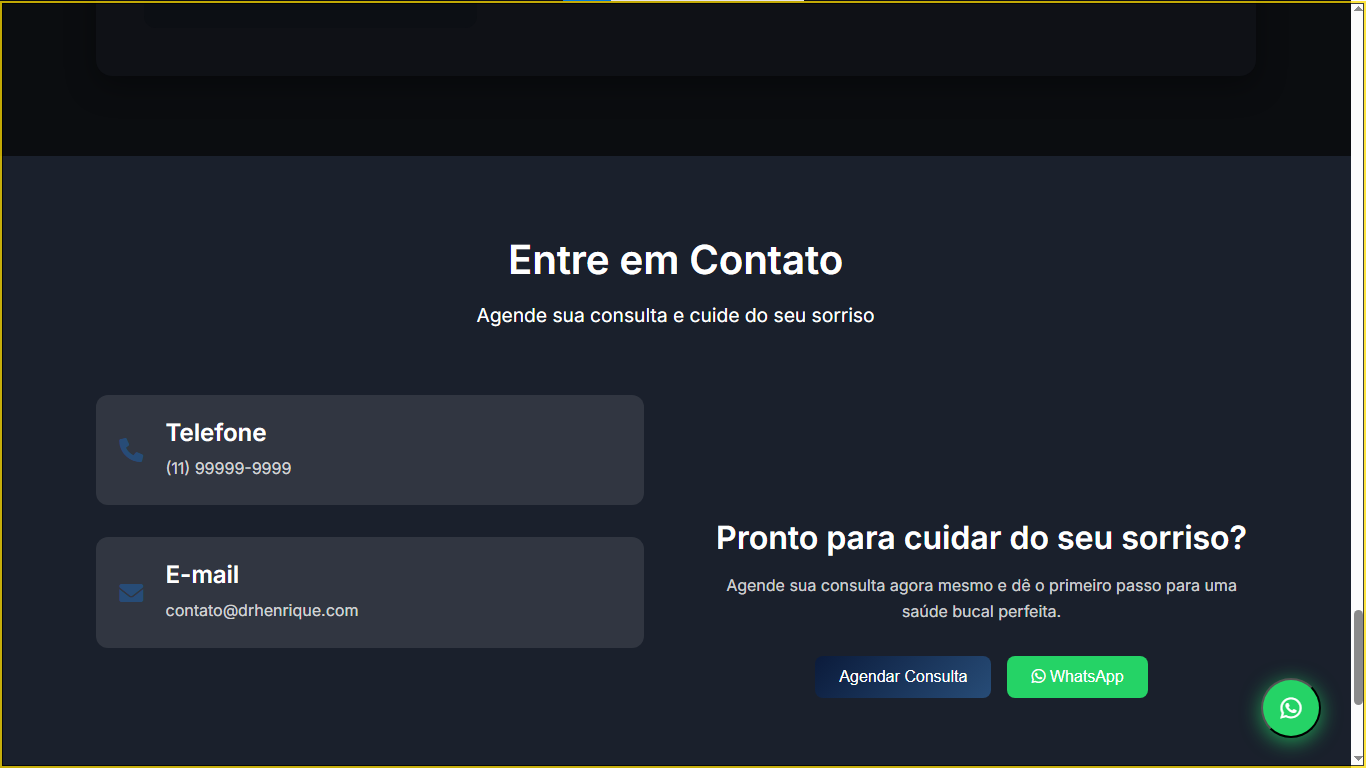 Entre em Contato
Agende sua consulta e cuide do seu sorriso
Telefone
(11) 99999-9999
E-mail
contato@drhenrique.com
Pronto para cuidar do seu sorriso?
Agende sua consulta agora mesmo e dê o primeiro passo para uma
saúde bucal perfeita.
Agendar Consulta
WhatsApp